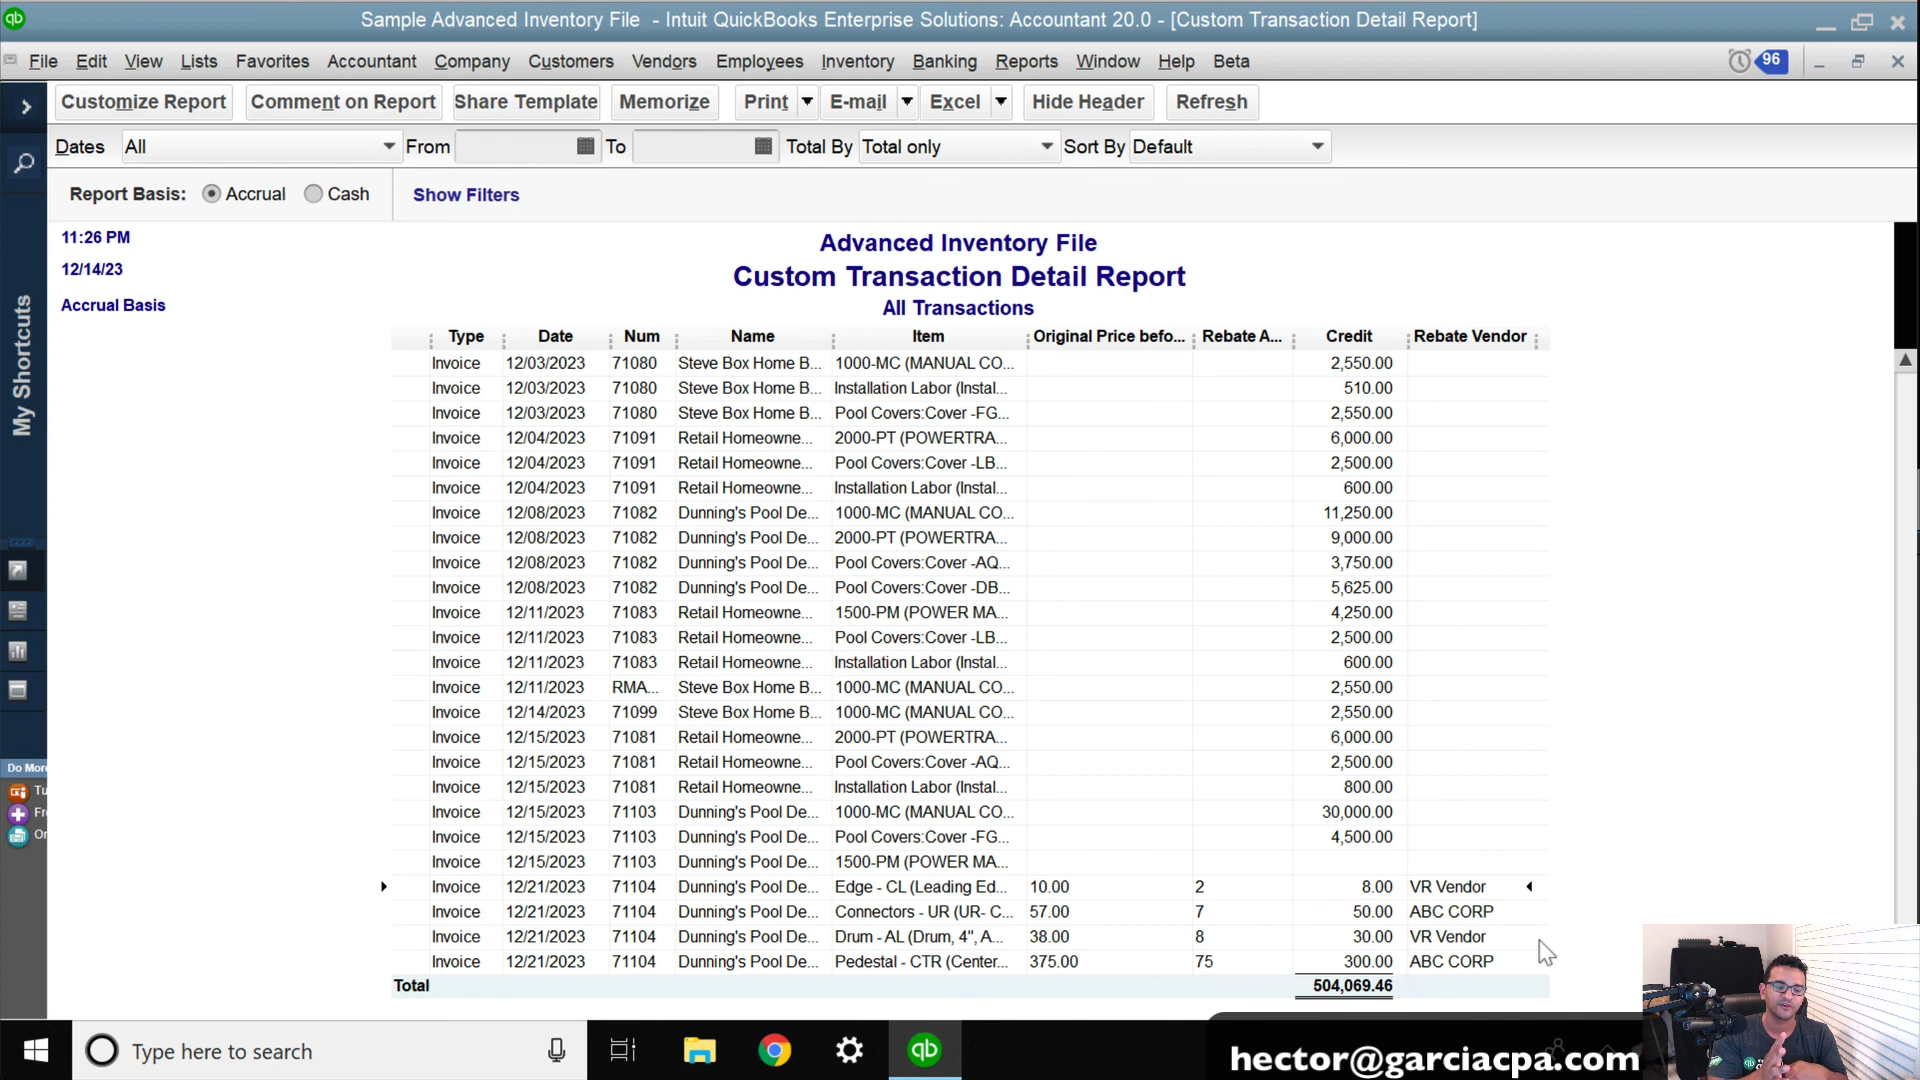 qb Sample Advanced Inventory File - Intuit QuickBooks Enterprise Solutions: Accountant 20.0 - [Custom Transaction Detail Report]
File Edit View Lists Favorites Accountant Company Customers Vendors Employees Inventory Banking Reports Window Help Beta 96
Customize Report Comment on Report Share Template Memorize Print E-mail Excel Hide Header Refresh
Dates All From To Total By Total only Sort By Default
Report Basis: Accrual Cash Show Filters
11:26 PM
12/14/23
Accrual Basis
My Shortcuts
Do More
Tu
Fr
Or
Advanced Inventory File
Custom Transaction Detail Report
All Transactions
Type Date Num Name Item Original Price befo... Rebate A... Credit Rebate Vendor
Invoice 12/03/2023 71080 Steve Box Home B... 1000-MC (MANUAL CO... 2,550.00
Invoice 12/03/2023 71080 Steve Box Home B... Installation Labor (Instal... 510.00
Invoice 12/03/2023 71080 Steve Box Home B... Pool Covers:Cover -FG... 2,550.00
Invoice 12/04/2023 71091 Retail Homeowne... 2000-PT (POWERTRA... 6,000.00
Invoice 12/04/2023 71091 Retail Homeowne... Pool Covers:Cover -LB... 2,500.00
Invoice 12/04/2023 71091 Retail Homeowne... Installation Labor (Instal... 600.00
Invoice 12/08/2023 71082 Dunning's Pool De... 1000-MC (MANUAL CO... 11,250.00
Invoice 12/08/2023 71082 Dunning's Pool De... 2000-PT (POWERTRA... 9,000.00
Invoice 12/08/2023 71082 Dunning's Pool De... Pool Covers:Cover -AQ... 3,750.00
Invoice 12/08/2023 71082 Dunning's Pool De... Pool Covers:Cover -DB... 5,625.00
Invoice 12/11/2023 71083 Retail Homeowne... 1500-PM (POWER MA... 4,250.00
Invoice 12/11/2023 71083 Retail Homeowne... Pool Covers:Cover -LB... 2,500.00
Invoice 12/11/2023 71083 Retail Homeowne... Installation Labor (Instal... 600.00
Invoice 12/11/2023 RMA... Steve Box Home B... 1000-MC (MANUAL CO... 2,550.00
Invoice 12/14/2023 71099 Steve Box Home B... 1000-MC (MANUAL CO... 2,550.00
Invoice 12/15/2023 71081 Retail Homeowne... 2000-PT (POWERTRA... 6,000.00
Invoice 12/15/2023 71081 Retail Homeowne... Pool Covers:Cover -AQ... 2,500.00
Invoice 12/15/2023 71081 Retail Homeowne... Installation Labor (Instal... 800.00
Invoice 12/15/2023 71103 Dunning's Pool De... 1000-MC (MANUAL CO... 30,000.00
Invoice 12/15/2023 71103 Dunning's Pool De... Pool Covers:Cover -FG... 4,500.00
Invoice 12/15/2023 71103 Dunning's Pool De... 1500-PM (POWER MA...
Invoice 12/21/2023 71104 Dunning's Pool De... Edge - CL (Leading Ed... 10.00 2 8.00 VR Vendor
Invoice 12/21/2023 71104 Dunning's Pool De... Connectors - UR (UR- C... 57.00 7 50.00 ABC CORP
Invoice 12/21/2023 71104 Dunning's Pool De... Drum - AL (Drum, 4", A... 38.00 8 30.00 VR Vendor
Invoice 12/21/2023 71104 Dunning's Pool De... Pedestal - CTR (Center... 375.00 75 300.00 ABC CORP
Total 504,069.46
Type here to search qb
hector@garciacpa.com